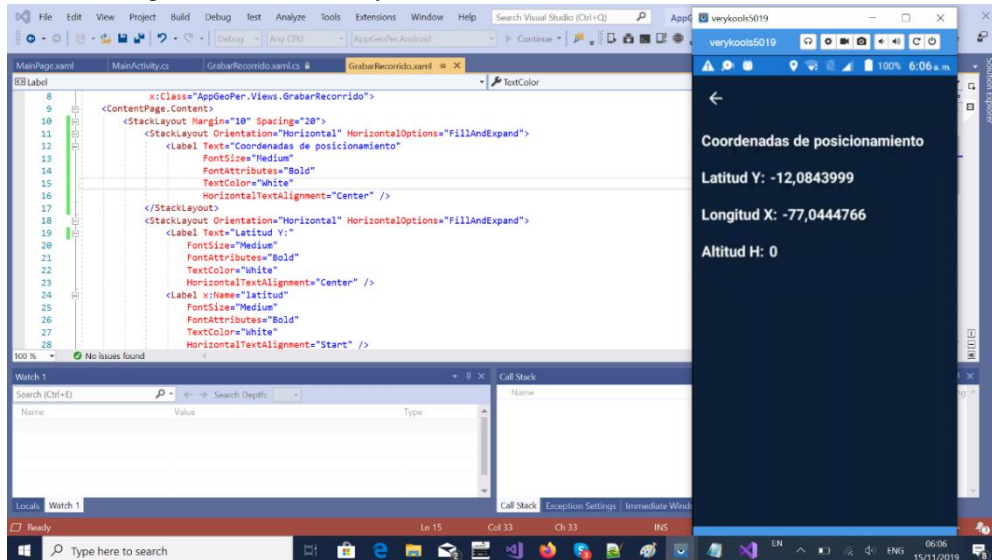 File Edit View Project Build Debug Test Analyze Tools Extensions Window Help Search Visual Studio (Ctrl+Q) AppG
Debug Any CPU AppGeoPer.Android Continue
MainPage.xaml MainActivity.cs GrabarRecorrido.xaml.cs GrabarRecorrido.xaml
Label TextColor
8 x:Class="AppGeoPer.Views.GrabarRecorrido">
9 <ContentPage.Content>
10 <StackLayout Margin="10" Spacing="20">
11 <StackLayout Orientation="Horizontal" HorizontalOptions="FillAndExpand">
12 <Label Text="Coordenadas de posicionamiento"
13 FontSize="Medium"
14 FontAttributes="Bold"
15 TextColor="White"
16 HorizontalTextAlignment="Center" />
17 </StackLayout>
18 <StackLayout Orientation="Horizontal" HorizontalOptions="FillAndExpand">
19 <Label Text="Latitud Y:"
20 FontSize="Medium"
21 FontAttributes="Bold"
22 TextColor="White"
23 HorizontalTextAlignment="Center" />
24 <Label x:Name="latitud"
25 FontSize="Medium"
26 FontAttributes="Bold"
27 TextColor="White"
28 HorizontalTextAlignment="Start" />
100 % No issues found
Watch 1
Search (Ctrl+E) Search Depth:
Name Value Type
Locals Watch 1
Call Stack
Name
Call Stack Exception Settings Immediate Wind
Solution Explorer
Ready Ln 15 Col 33 Ch 33 INS
verykools5019
verykools5019
100% 6:06 a. m.
Coordenadas de posicionamiento
Latitud Y: -12,0843999
Longitud X: -77,0444766
Altitud H: 0
Type here to search EN ENG 06:06
15/11/2019